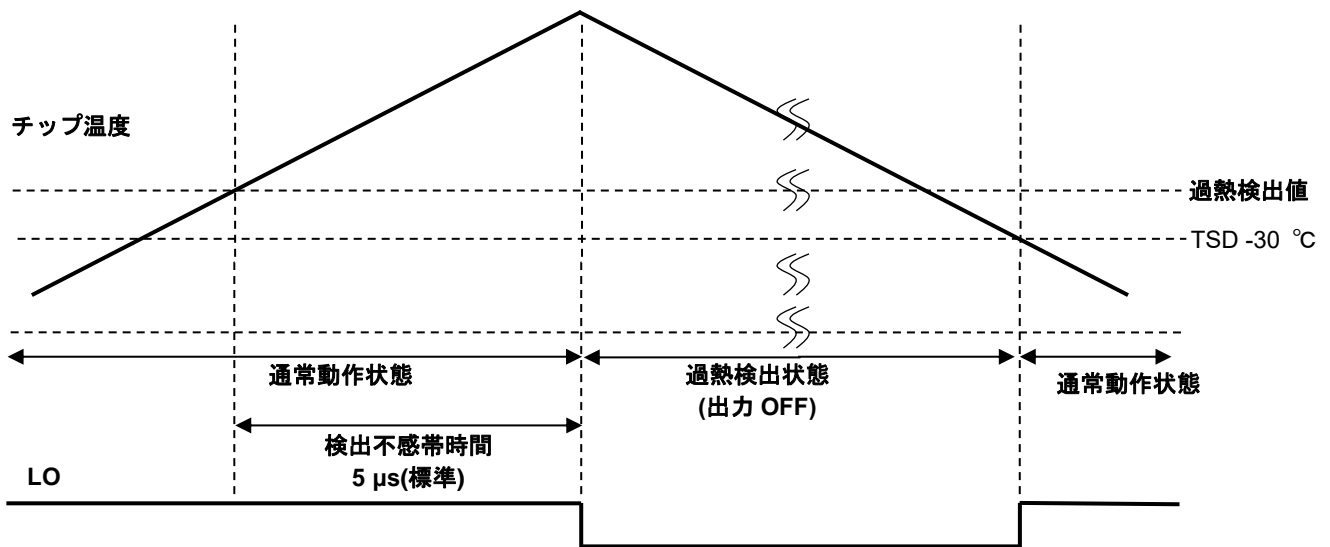 チップ温度
過熱検出値
TSD -30 ℃
通常動作状態
過熱検出状態
(出力 OFF)
通常動作状態
検出不感帯時間
5 μs(標準)
LO